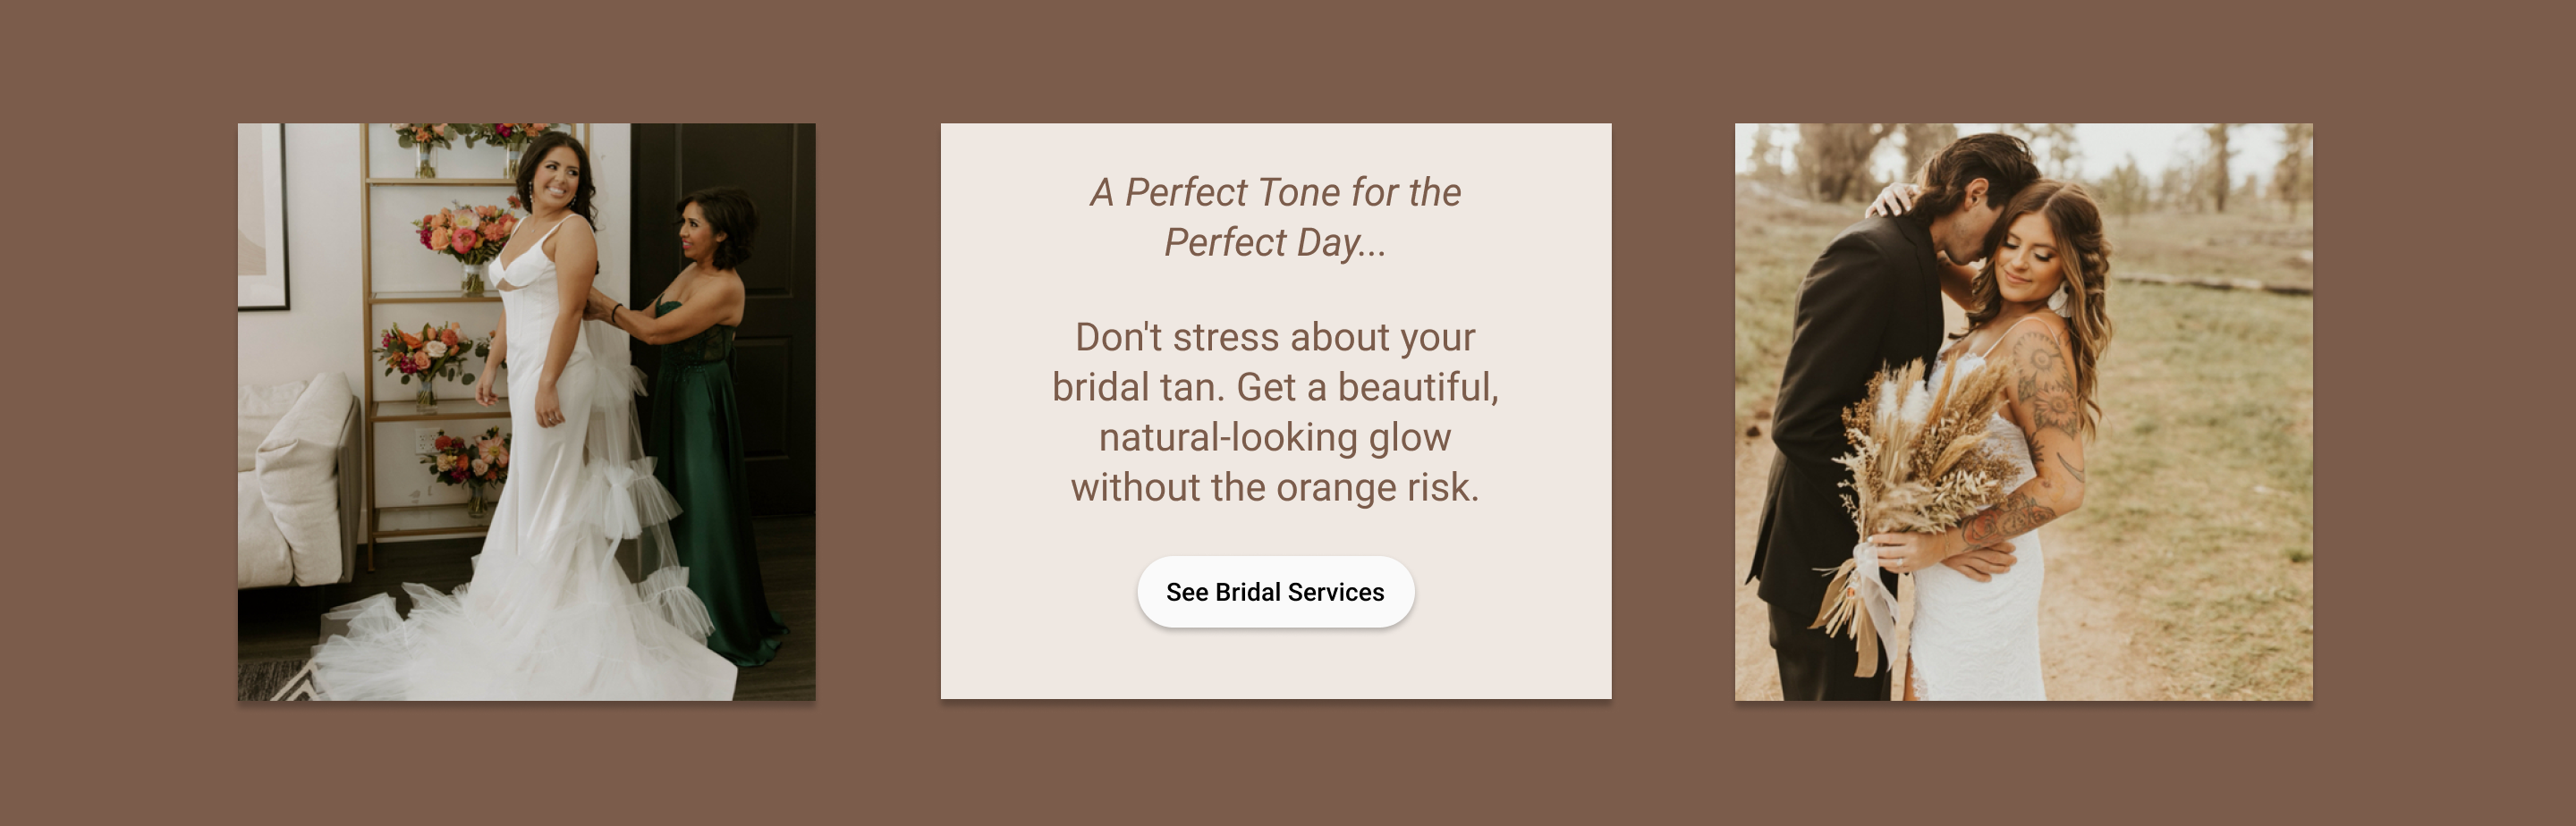 A Perfect Tone for the
Perfect Day...
Don't stress about your
bridal tan. Get a beautiful,
natural-looking glow
without the orange risk.
See Bridal Services